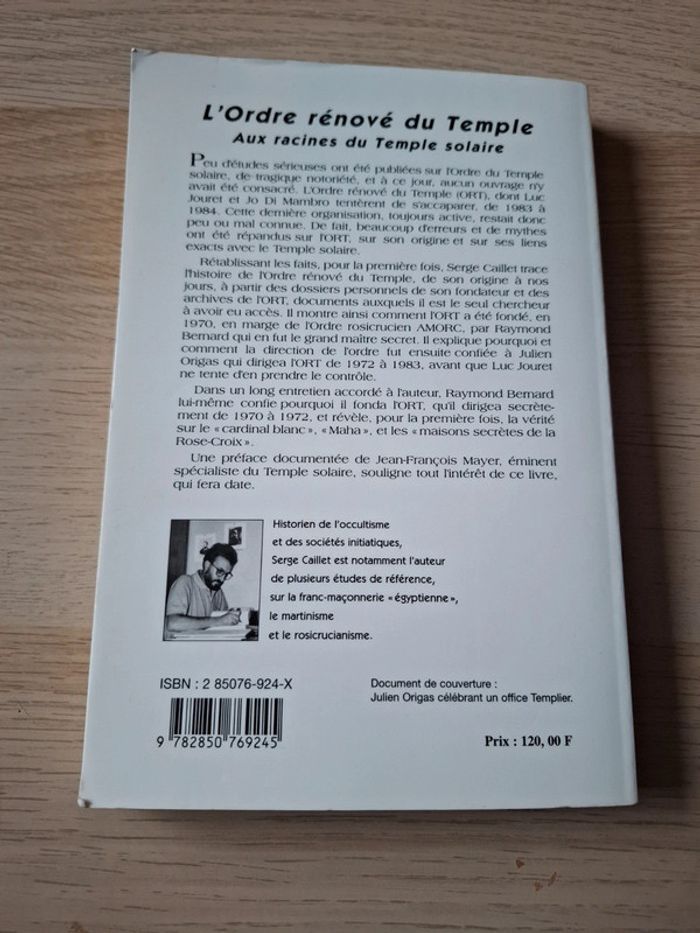 L'Ordre rénové du Temple
Aux racines du Temple solaire
Peu d'études sérieuses ont été publiées sur l'Ordre du Temple
solaire, de tragique notoriété, et à ce jour, aucun ouvrage n'y
avait été consacré. L'Ordre rénové du Temple (ORT), dont Luc
Jouret et Jo Di Mambro tentèrent de s'accaparer, de 1983 à
1984. Cette dernière organisation, toujours active, restait donc
peu ou mal connue. De fait, beaucoup d'erreurs et de mythes
ont été répandus sur l'ORT, sur son origine et sur ses liens
exacts avec le Temple solaire.
Rétablissant les faits, pour la première fois, Serge Caillet trace
l'histoire de l'Ordre rénové du Temple, de son origine à nos
jours, à partir des dossiers personnels de son fondateur et des
archives de l'ORT, documents auxquels il est le seul chercheur
à avoir eu accès. Il montre ainsi comment l'ORT a été fondé, en
1970, en marge de l'Ordre rosicrucien AMORC, par Raymond
Bernard qui en fut le grand maître secret. Il explique pourquoi et
comment la direction de l'ordre fut ensuite confiée à Julien
Origas qui dirigea l'ORT de 1972 à 1983, avant que Luc Jouret
ne tente d'en prendre le contrôle.
Dans un long entretien accordé à l'auteur, Raymond Bernard
lui-même confie pourquoi il fonda l'ORT, qu'il dirigea secrète-
ment de 1970 à 1972, et révèle, pour la première fois, la vérité
sur le « cardinal blanc », « Maha », et les « maisons secrètes de la
Rose-Croix ».
Une préface documentée de Jean-François Mayer, éminent
spécialiste du Temple solaire, souligne tout l'intérêt de ce livre,
qui fera date.
Historien de l'occultisme
et des sociétés initiatiques,
Serge Caillet est notamment l'auteur
de plusieurs études de référence,
sur la franc-maçonnerie « égyptienne »,
le martinisme
et le rosicrucianisme.
ISBN : 2 85076-924-X
9 782850 769245
Document de couverture :
Julien Origas célébrant un office Templier.
Prix : 120, 00 F